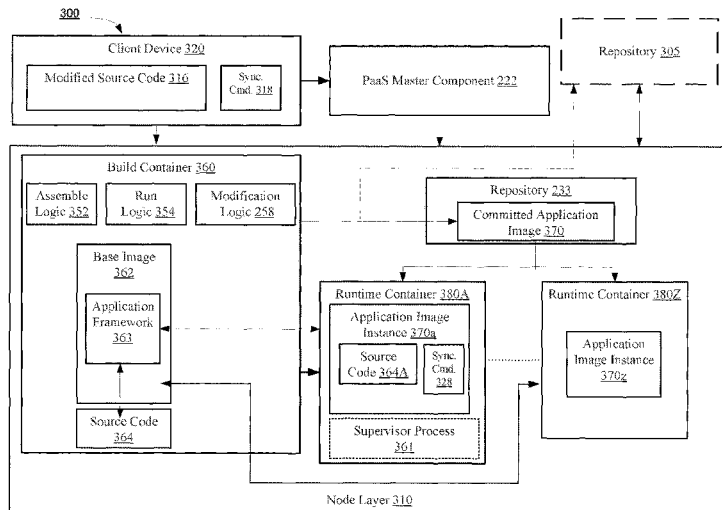 300
Client Device 320
Modified Source Code 316
Sync.
Cmd. 318
PaaS Master Component 222
Repository 305
Build Container 360
Assemble
Logic 352
Run
Logic 354
Modification
Logic 258
Repository 233
Committed Application
Image 370
Base Image
362
Application
Framework
363
Source Code
364
Runtime Container 380A
Application Image
Instance 370a
Source
Code 364A
Sync.
Cmd.
328
Supervisor Process
361
Runtime Container 380Z
Application
Image Instance
370z
Node Layer 310